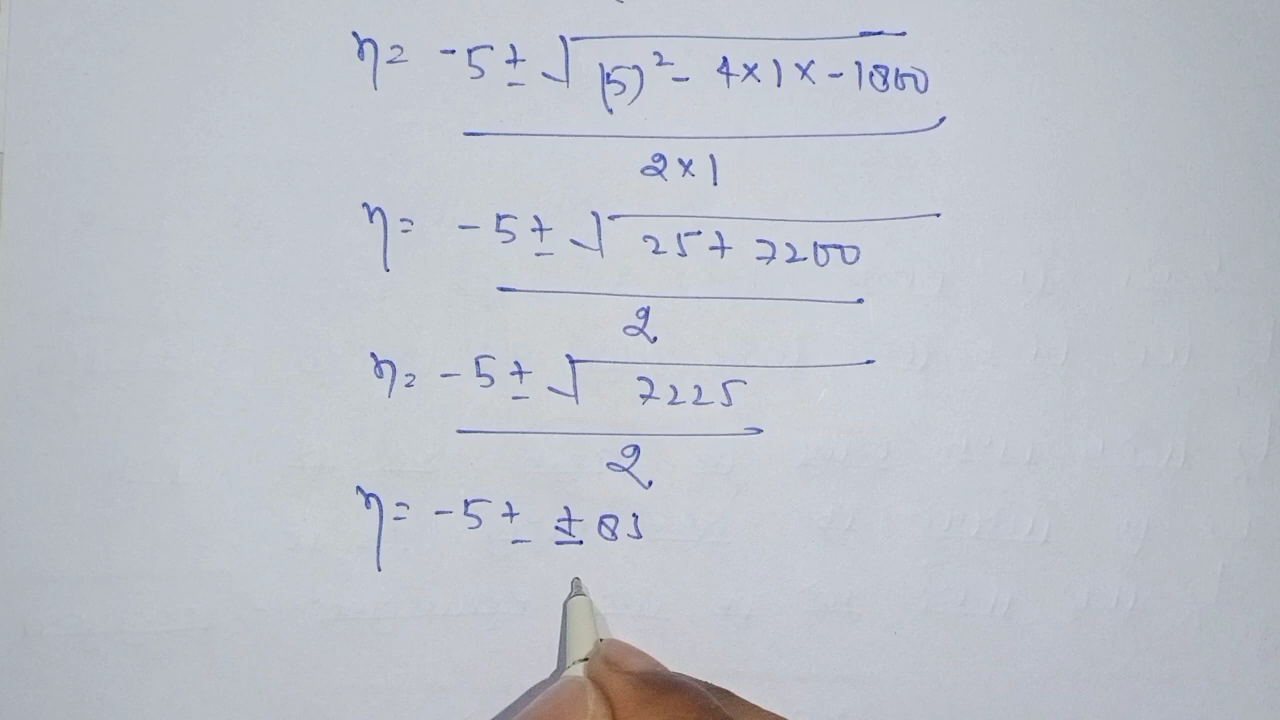 η= -5 ± √(5)² - 4×1×-1800
2×1
η= -5 ± √25 + 7200
2
η= -5 ± √7225
2
η= -5 ± ± 85